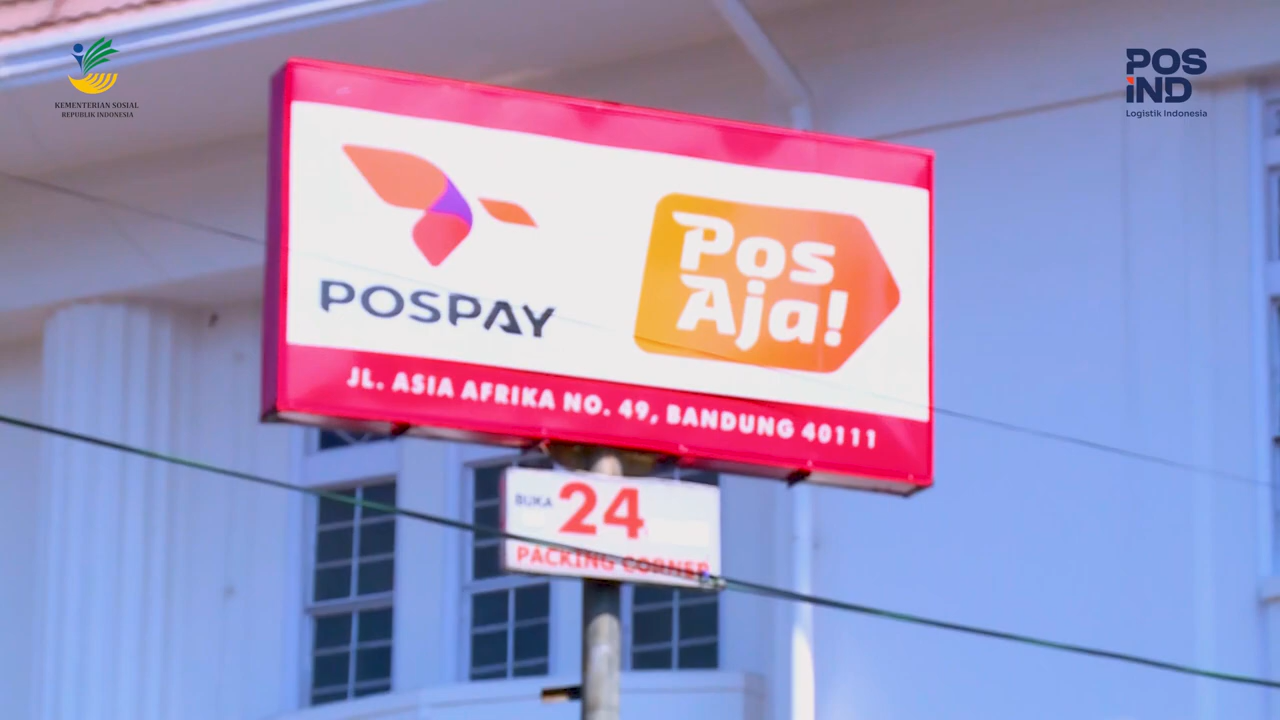 KEMENTERIAN SOSIAL
REPUBLIK INDONESIA
POS
IND
Logistik Indonesia
POSPAY
Pos
Aja!
JL. ASIA AFRIKA NO. 49, BANDUNG 40111
BUKA 24
PACKING CORNER